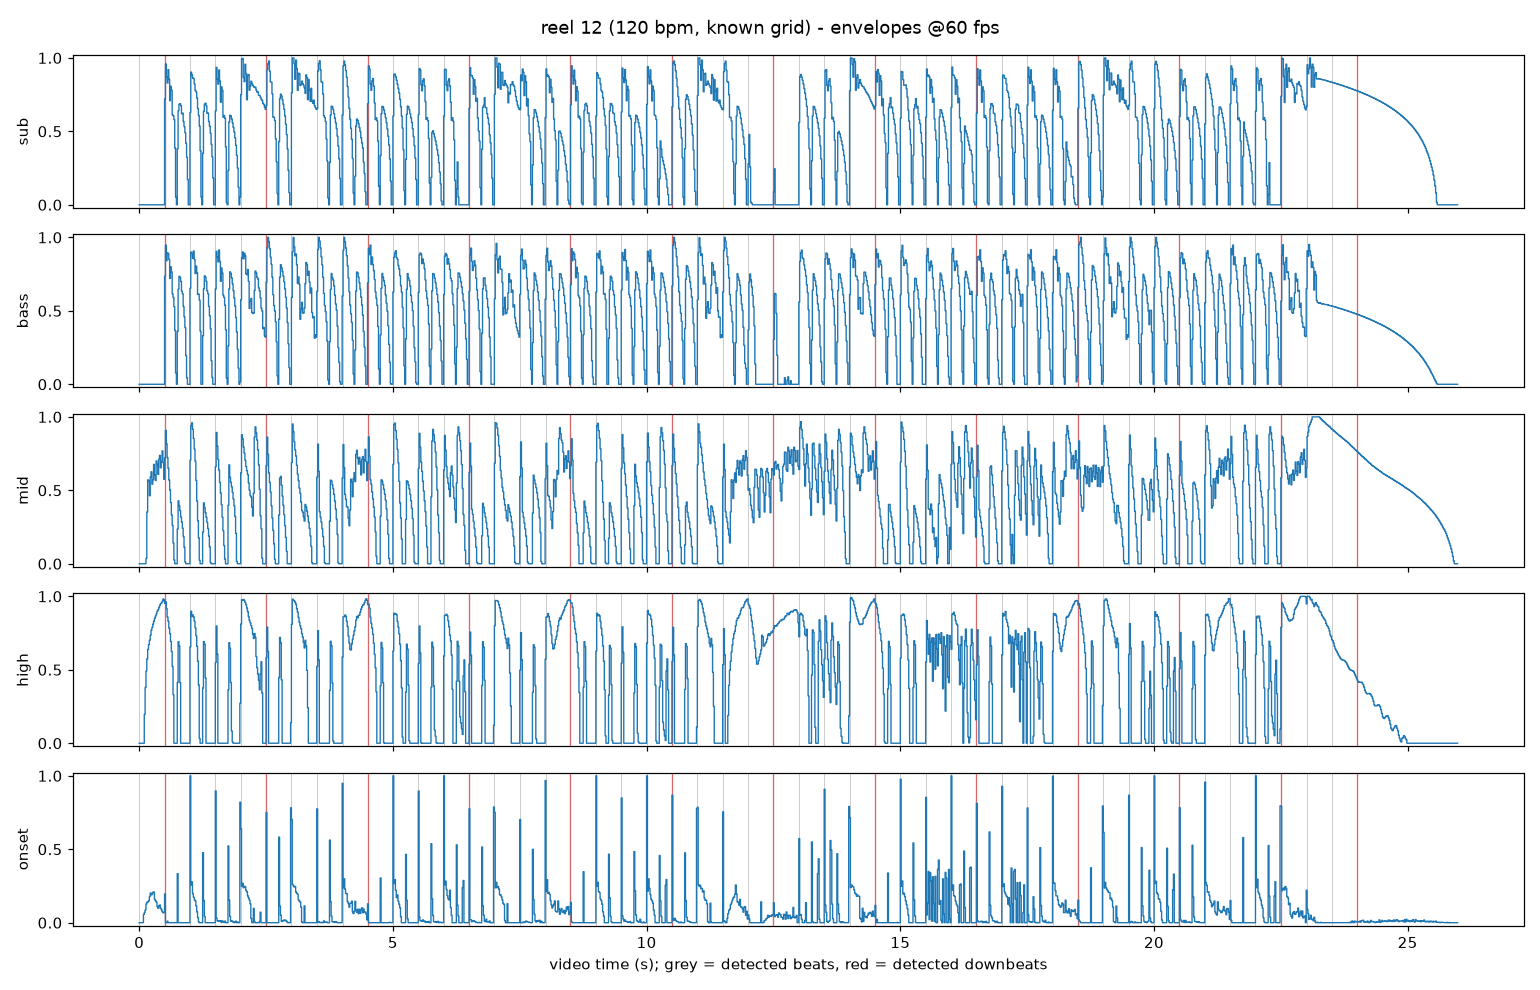 reel 12 (120 bpm, known grid) - envelopes @60 fps
1.0
0.5
0.0
sub
1.0
0.5
0.0
bass
1.0
0.5
0.0
mid
1.0
0.5
0.0
high
1.0
0.5
0.0
onset
0 5 10 15 20 25
video time (s); grey = detected beats, red = detected downbeats